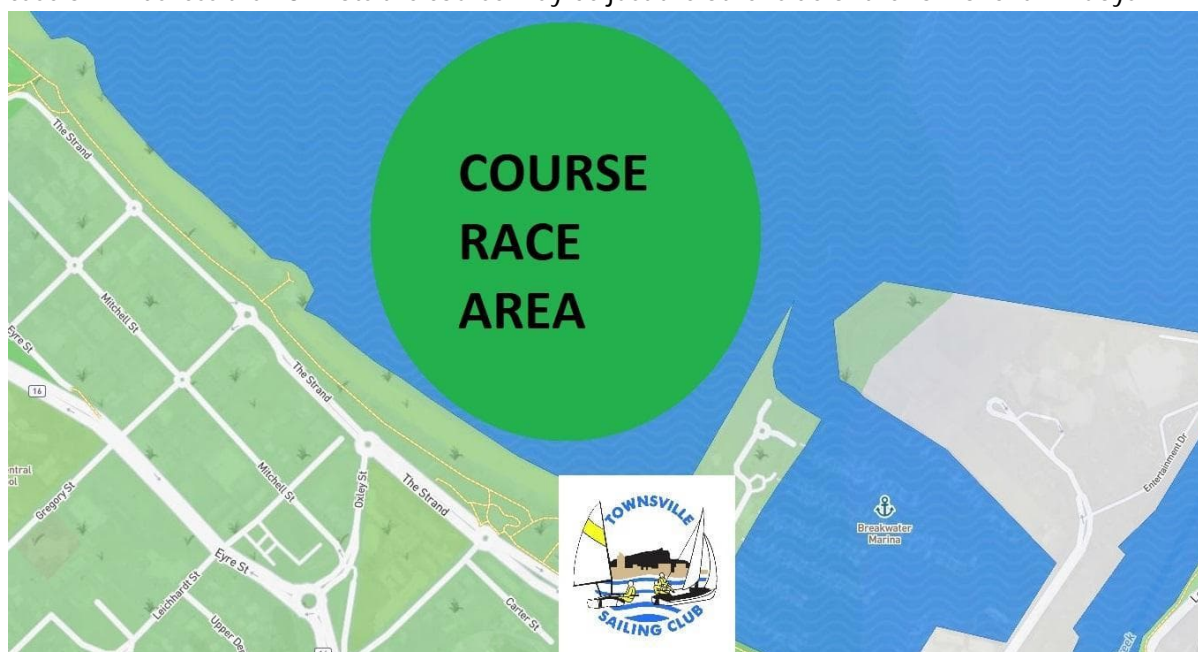 COURSE
RACE
AREA
The Strand
Mitchell St
Eyre St
16
The Strand
Mitchell St
Oxley St
The Strand
Gregory St
Eyre St
Leichhardt St
Carter St
Breakwater
Marina
Entertainment Dr
TOWNSVILLE
SAILING CLUB